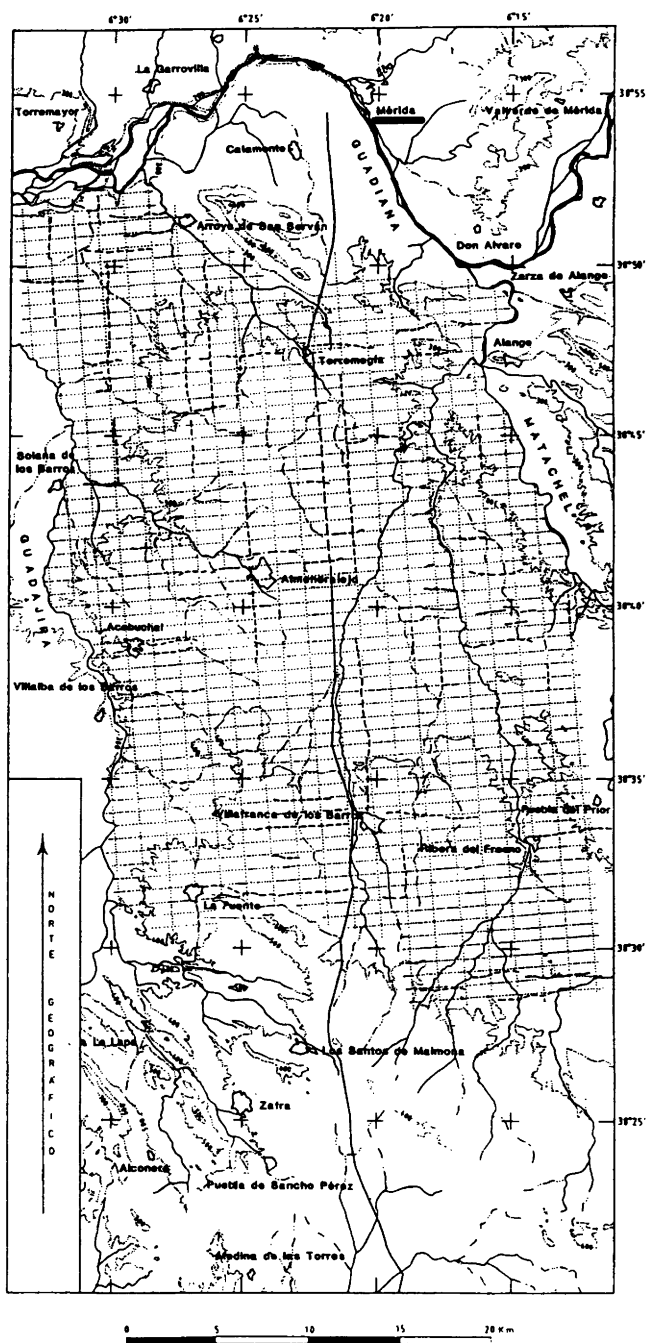 6°30' 6°25' 6°20' 6°15'
La Garrovilla
38°55'
Torremayor
Mérida
Valverde de Mérida
Calamonte
GUADIANA
Arroyo de San Serván
Don Alvaro
38°50'
Zarza de Alange
Alange
Torremegía
38°45'
Solana de
los Barros
MATACHEL
GUADAJIRA
Almendralejo
38°40'
Acebuchal
Villalba de los Barros
38°35'
Villafranca de los Barros
Puebla del Prior
Ribera del Fresno
La Fuente
38°30'
NORTE GEOGRÁFICO
La Lapa
Los Santos de Maimona
Zafra
38°25'
Alconera
Puebla de Sancho Pérez
Medina de las Torres
0 5 10 15 20 Km